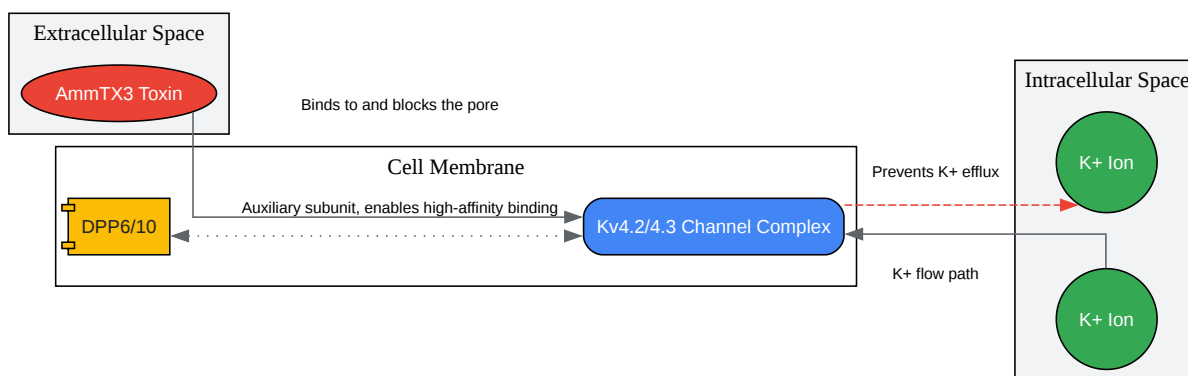 Extracellular Space
AmmTX3 Toxin
Intracellular Space
Binds to and blocks the pore
Cell Membrane
K+ Ion
Prevents K+ efflux
Auxiliary subunit, enables high-affinity binding
DPP6/10
Kv4.2/4.3 Channel Complex
K+ flow path
K+ Ion